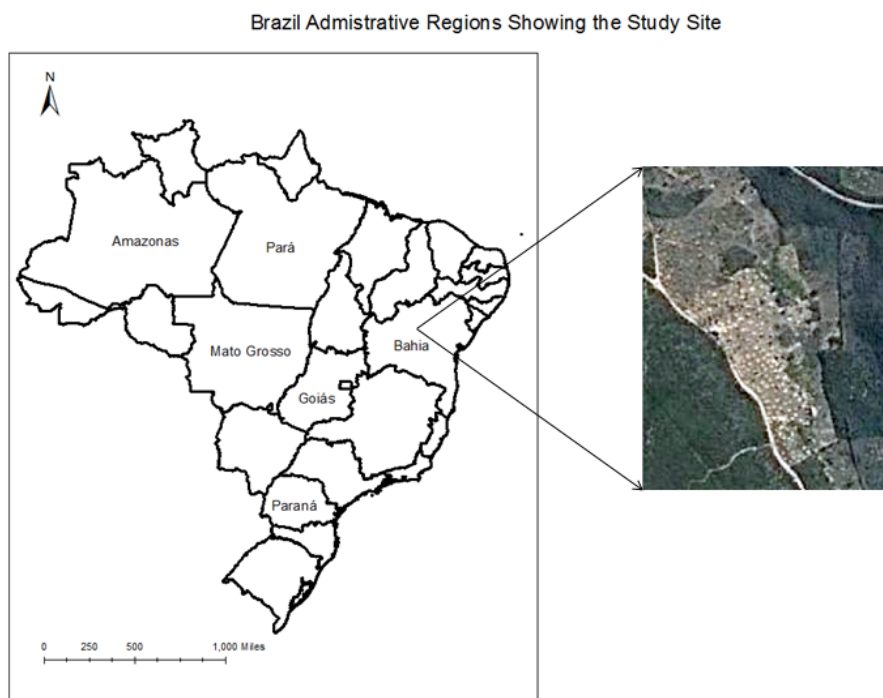 Brazil Admistrative Regions Showing the Study Site
N
Amazonas
Pará
Mato Grosso
Bahia
Goiás
Paraná
0 250 500 1,000 Miles